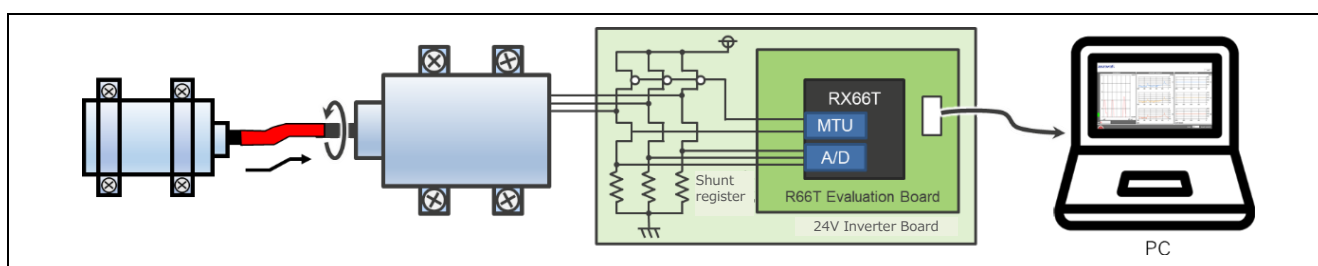 RX66T
MTU
A/D
Shunt
register
R66T Evaluation Board
24V Inverter Board
PC